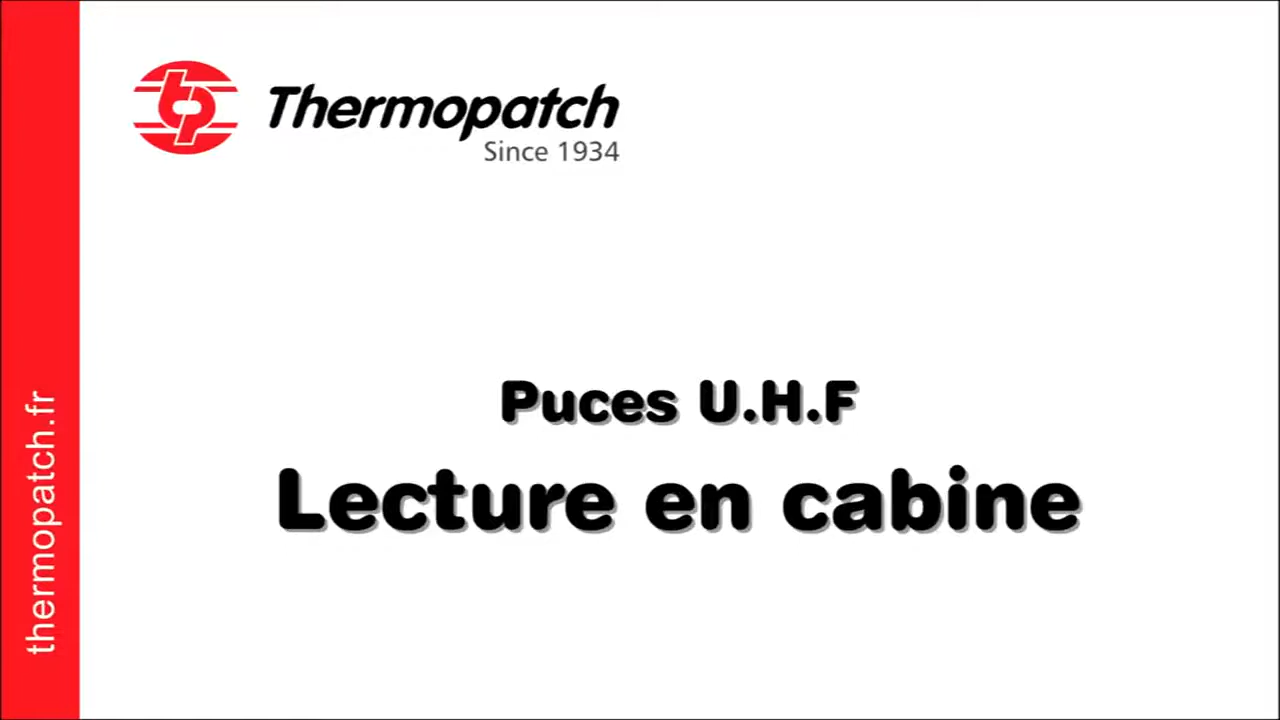 Thermopatch
Since 1934
Puces U.H.F
Lecture en cabine
thermopatch.fr